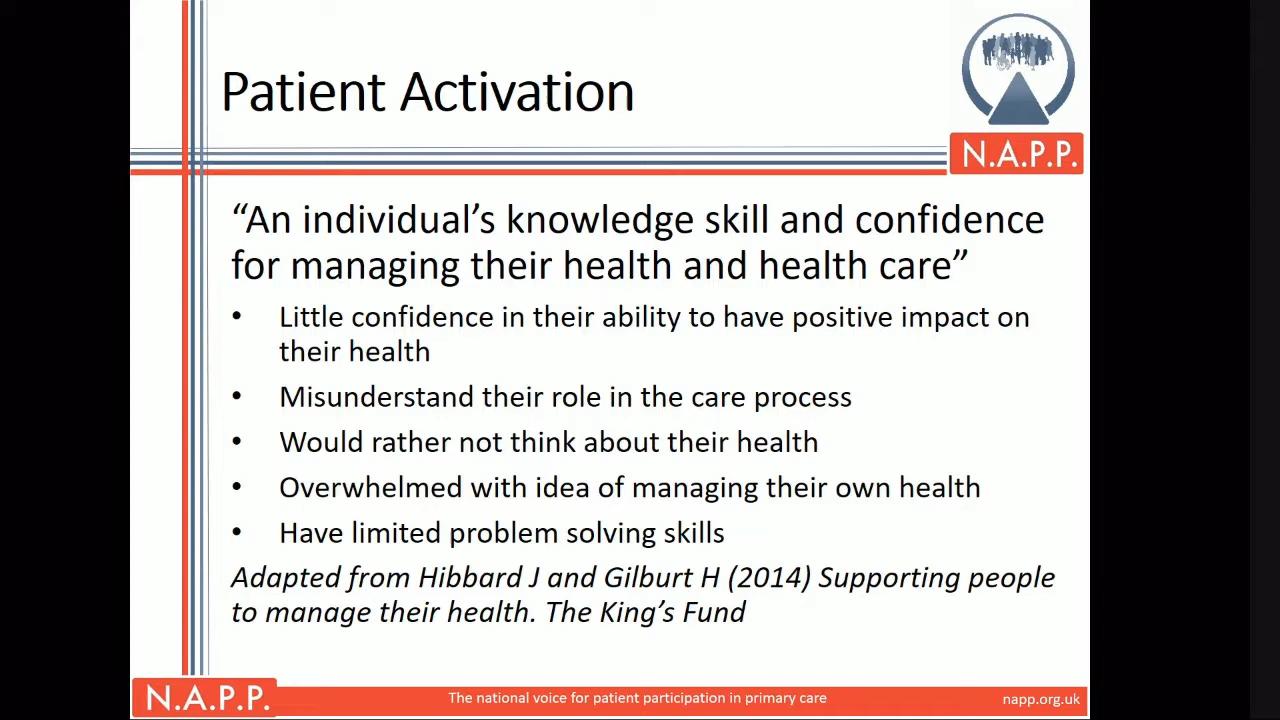 Patient Activation
N.A.P.P.
“An individual’s knowledge skill and confidence
for managing their health and health care”
• Little confidence in their ability to have positive impact on
their health
• Misunderstand their role in the care process
• Would rather not think about their health
• Overwhelmed with idea of managing their own health
• Have limited problem solving skills
Adapted from Hibbard J and Gilburt H (2014) Supporting people
to manage their health. The King’s Fund
N.A.P.P.
The national voice for patient participation in primary care
napp.org.uk